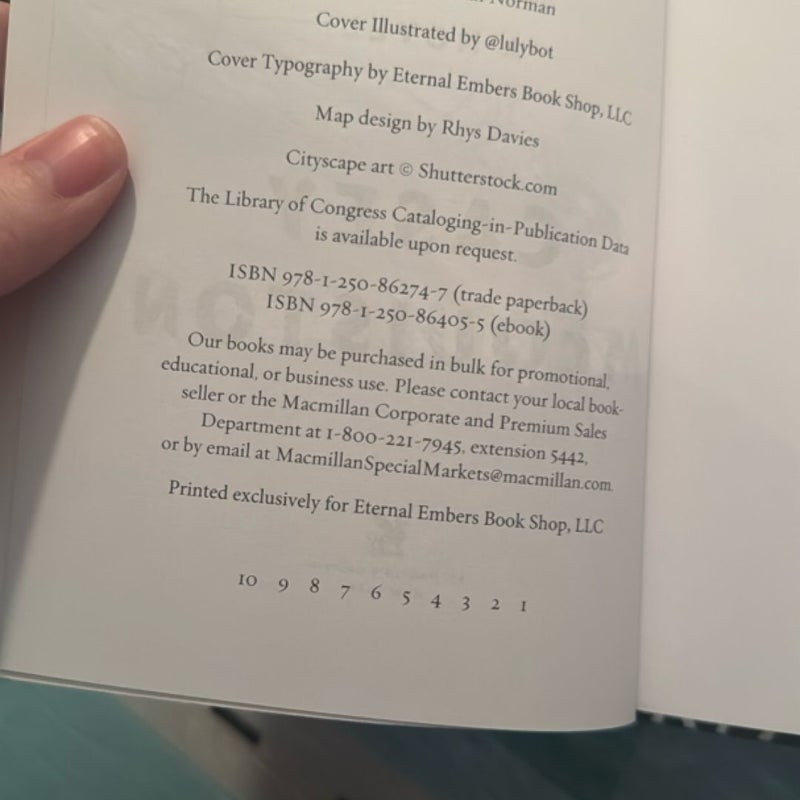 Norman
Cover Illustrated by @lulybot
Cover Typography by Eternal Embers Book Shop, LLC
Map design by Rhys Davies
Cityscape art © Shutterstock.com
The Library of Congress Cataloging-in-Publication Data
is available upon request.
ISBN 978-1-250-86274-7 (trade paperback)
ISBN 978-1-250-86405-5 (ebook)
Our books may be purchased in bulk for promotional,
educational, or business use. Please contact your local book-
seller or the Macmillan Corporate and Premium Sales
Department at 1-800-221-7945, extension 5442,
or by email at MacmillanSpecialMarkets@macmillan.com.
Printed exclusively for Eternal Embers Book Shop, LLC
10 9 8 7 6 5 4 3 2 1